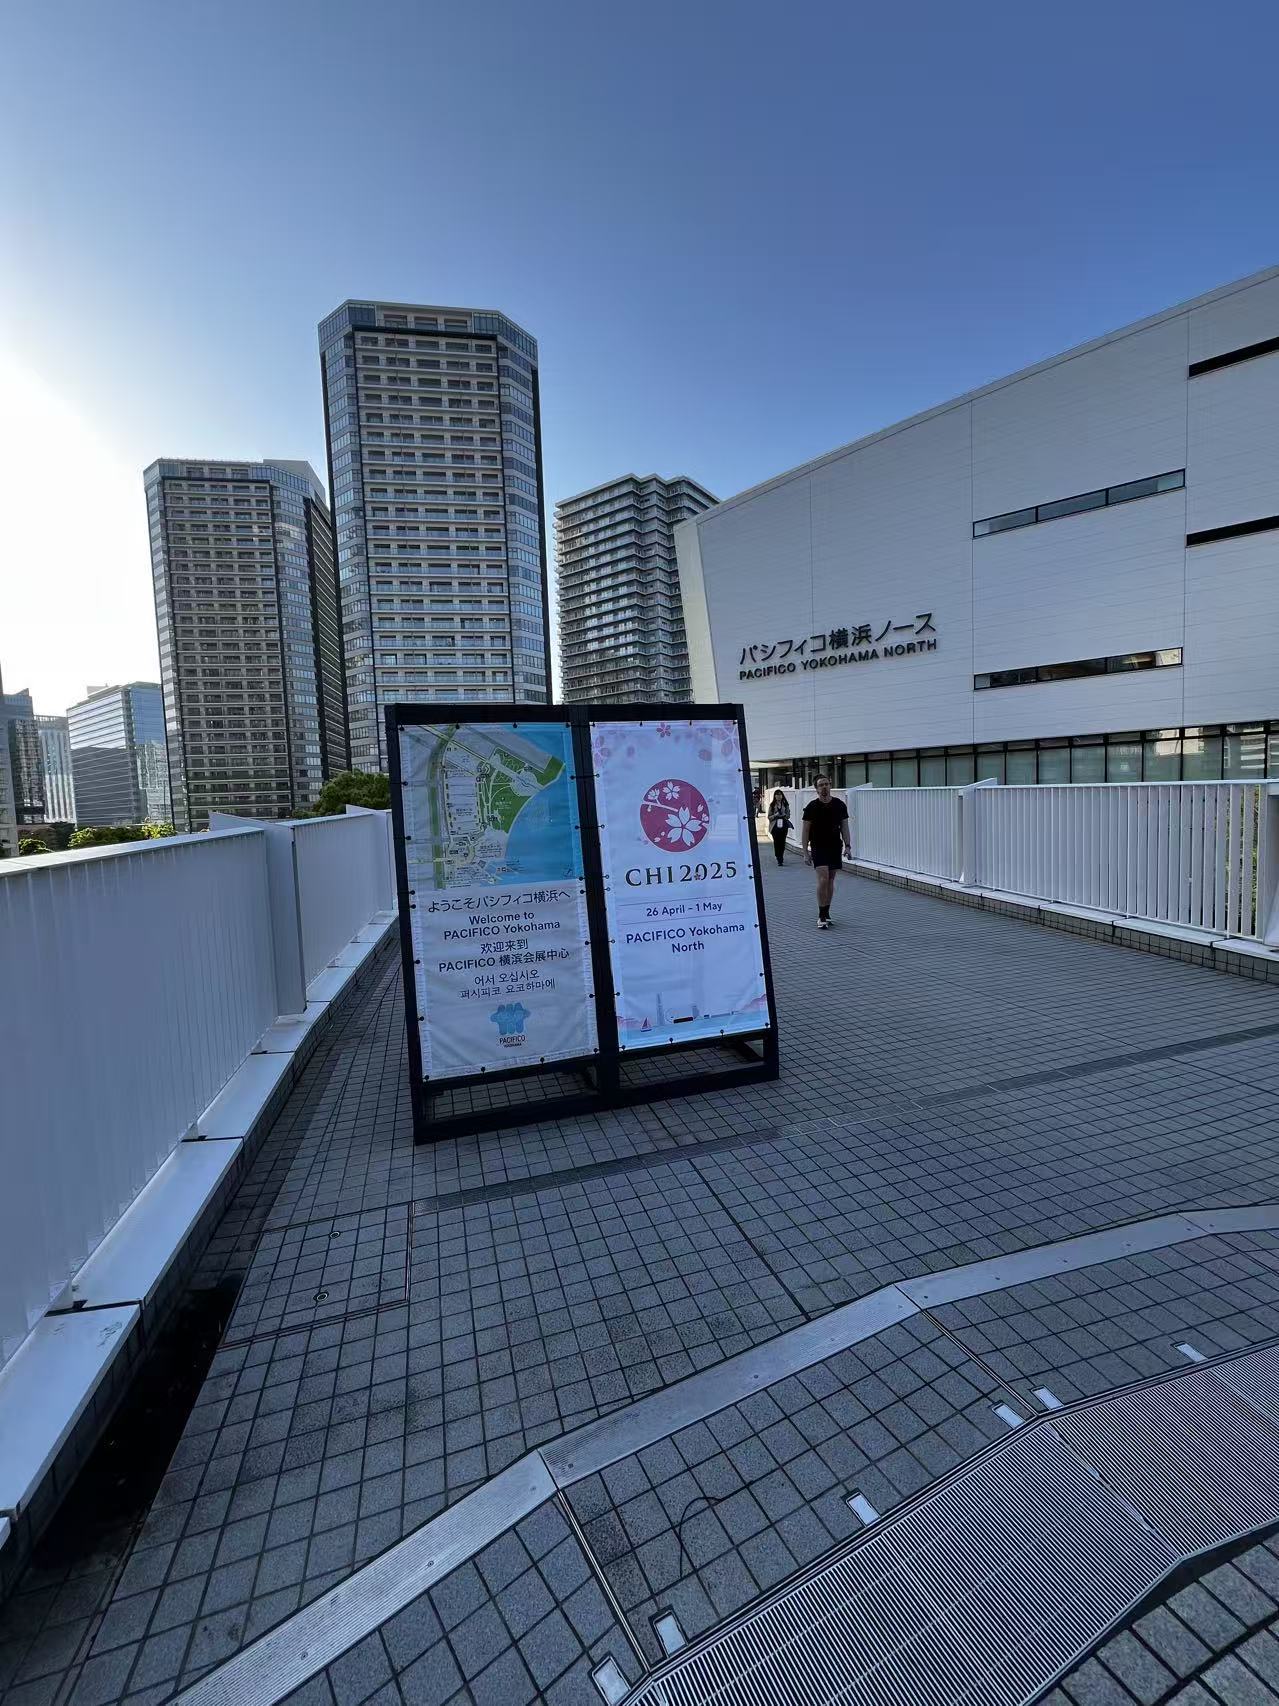 パシフィコ横浜ノース
PACIFICO YOKOHAMA NORTH
ようこそパシフィコ横浜へ
Welcome to
PACIFICO Yokohama
欢迎来到
PACIFICO 横滨会展中心
어서 오십시오
퍼시피코 요코하마에
PACIFICO
YOKOHAMA
CHI 2025
26 April – 1 May
PACIFICO Yokohama
North